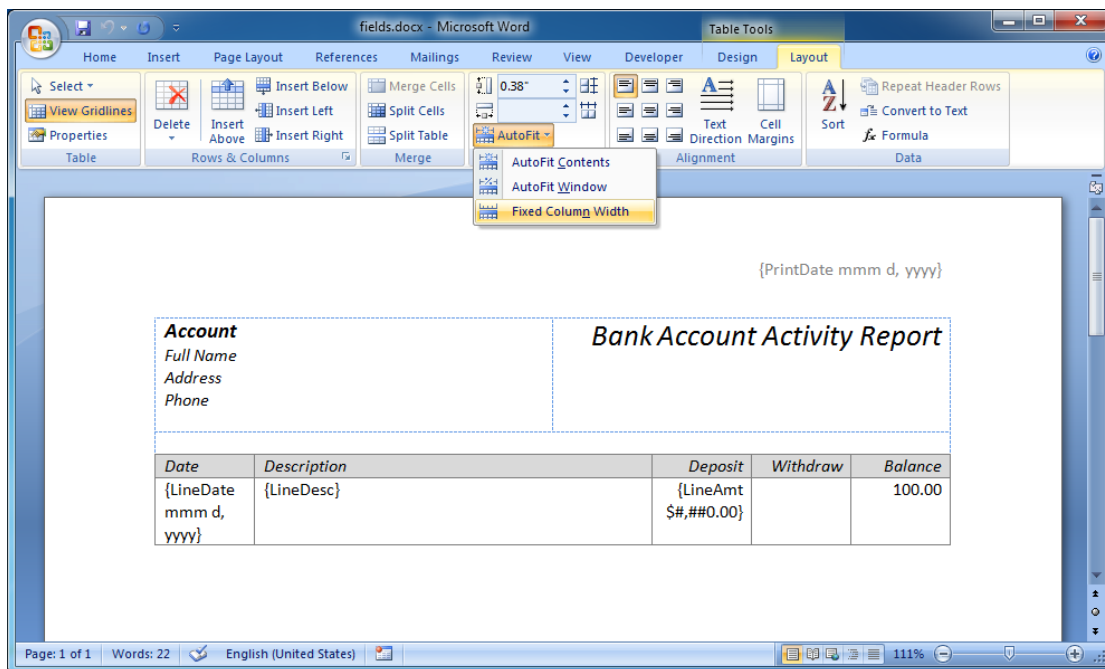 fields.docx - Microsoft Word
Table Tools
Home Insert Page Layout References Mailings Review View Developer Design Layout
Select
View Gridlines
Properties
Table
Delete
Insert Above
Insert Below
Insert Left
Insert Right
Rows & Columns
Merge Cells
Split Cells
Split Table
Merge
0.38"
AutoFit
AutoFit Contents
AutoFit Window
Fixed Column Width
Text Direction
Cell Margins
Alignment
Sort
Repeat Header Rows
Convert to Text
Formula
Data
{PrintDate mmm d, yyyy}
Account
Full Name
Address
Phone
Bank Account Activity Report
Date Description Deposit Withdraw Balance
{LineDate mmm d, yyyy} {LineDesc} {LineAmt $#,##0.00} 100.00
Page: 1 of 1 Words: 22 English (United States) 111%